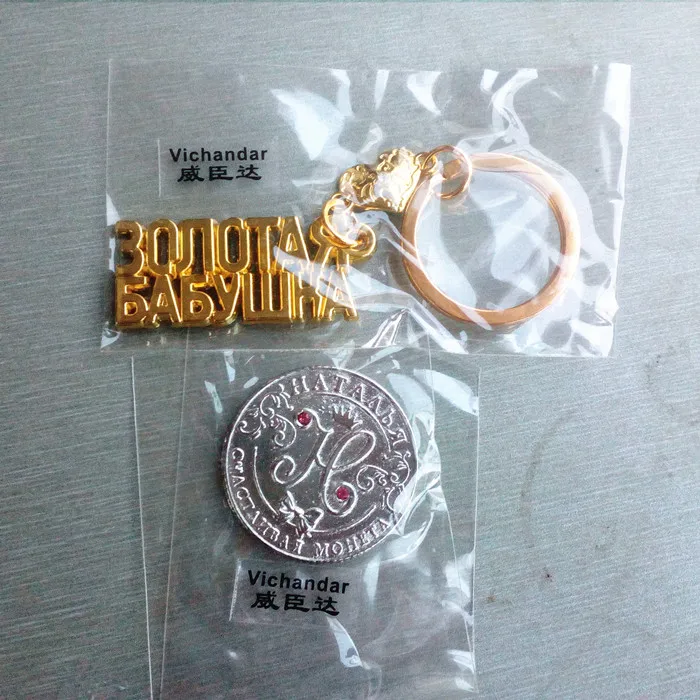 Vichandar
威臣达
ЗОЛОТАЯ
БАБУШКА
НАТАЛЬЯ
Н
СЧАСТЛИВАЯ МОНЕТА
Vichandar
威臣达